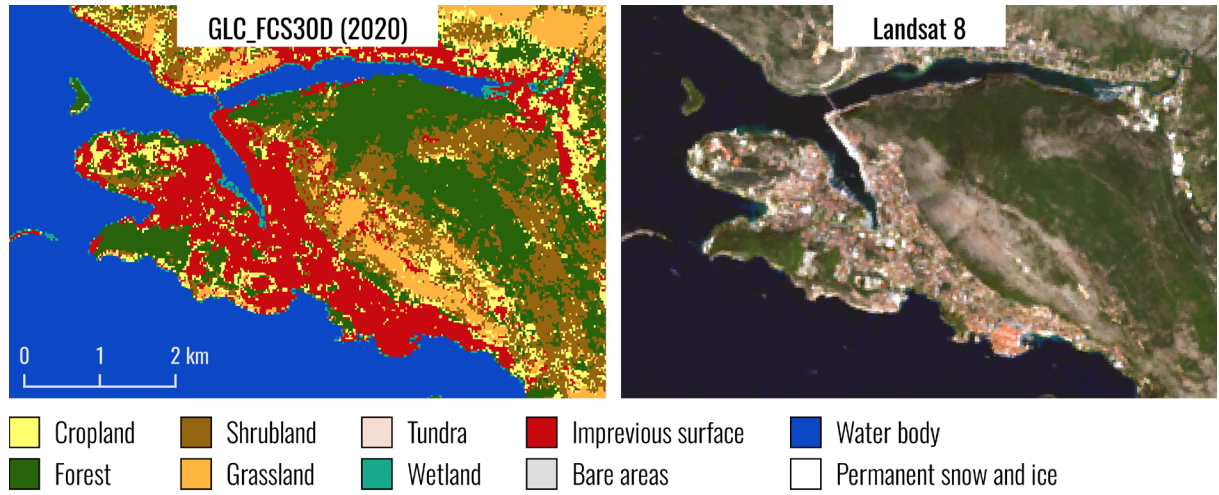 GLC_FCS30D (2020)
Landsat 8
0 1 2 km
Cropland
Shrubland
Tundra
Imprevious surface
Water body
Forest
Grassland
Wetland
Bare areas
Permanent snow and ice